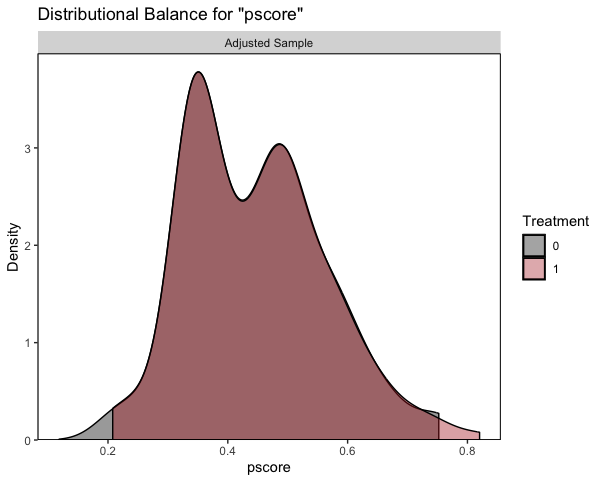 Distributional Balance for "pscore"
Adjusted Sample
Density
3
2
1
0
0.2
0.4
0.6
0.8
pscore
Treatment
0
1